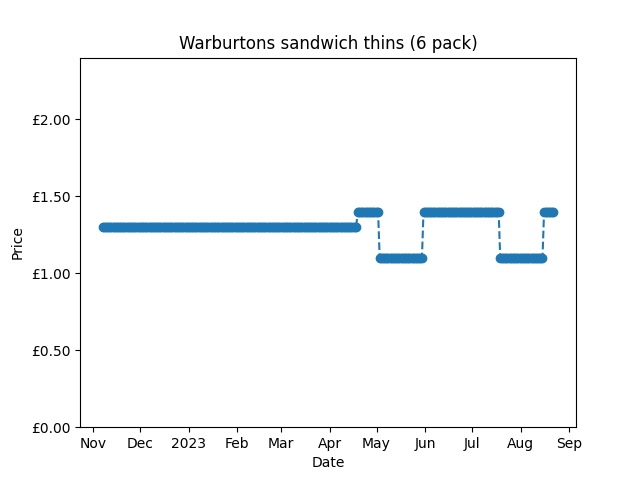 Warburtons sandwich thins (6 pack)
£2.00
£1.50
£1.00
£0.50
£0.00
Price
Nov Dec 2023 Feb Mar Apr May Jun Jul Aug Sep
Date